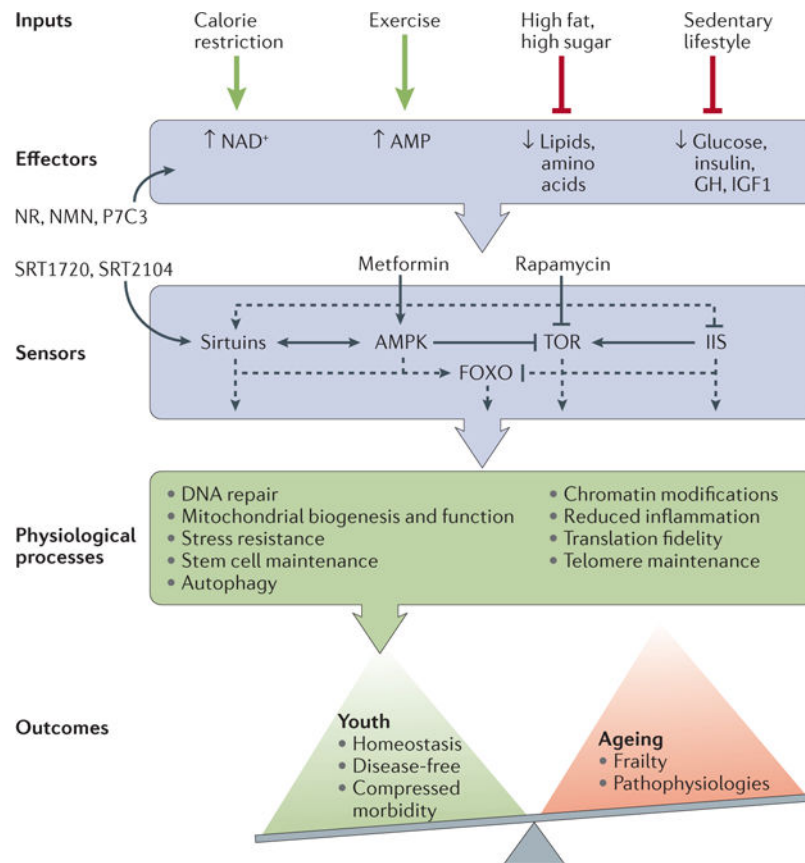 Inputs
Calorie
restriction
Exercise
High fat,
high sugar
Sedentary
lifestyle
Effectors
↑ NAD⁺
↑ AMP
↓ Lipids,
amino
acids
↓ Glucose,
insulin,
GH, IGF1
NR, NMN, P7C3
SRT1720, SRT2104
Metformin
Rapamycin
Sensors
Sirtuins
AMPK
TOR
IIS
FOXO
Physiological
processes
• DNA repair
• Mitochondrial biogenesis and function
• Stress resistance
• Stem cell maintenance
• Autophagy
• Chromatin modifications
• Reduced inflammation
• Translation fidelity
• Telomere maintenance
Outcomes
Youth
• Homeostasis
• Disease-free
• Compressed
morbidity
Ageing
• Frailty
• Pathophysiologies